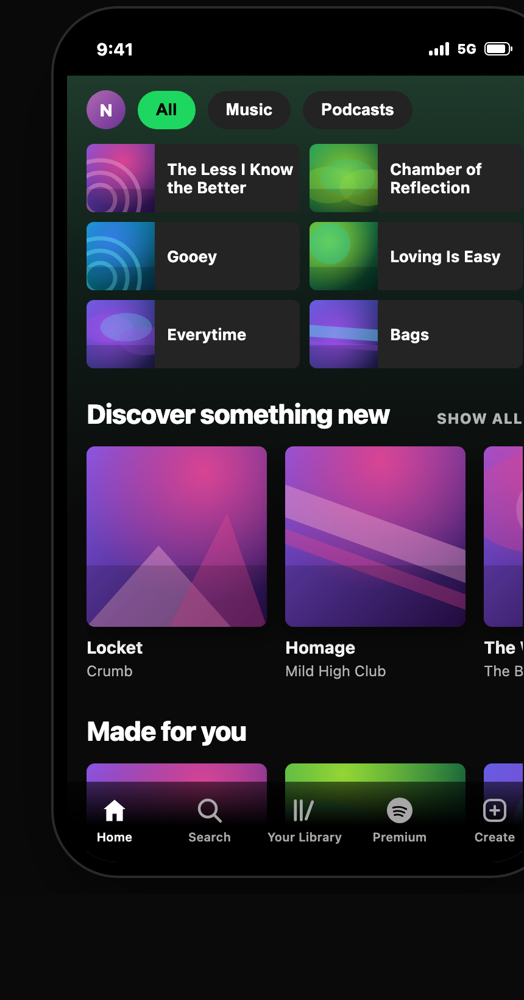 9:41
5G
N
All
Music
Podcasts
The Less I Know
the Better
Chamber of
Reflection
Gooey
Loving Is Easy
Everytime
Bags
Discover something new
SHOW ALL
Locket
Crumb
Homage
Mild High Club
The
The B
Made for you
Home
Search
Your Library
Premium
Create